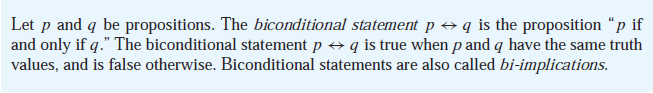 Let p and q be propositions. The biconditional statement p ↔ q is the proposition “p if
and only if q.” The biconditional statement p ↔ q is true when p and q have the same truth
values, and is false otherwise. Biconditional statements are also called bi-implications.